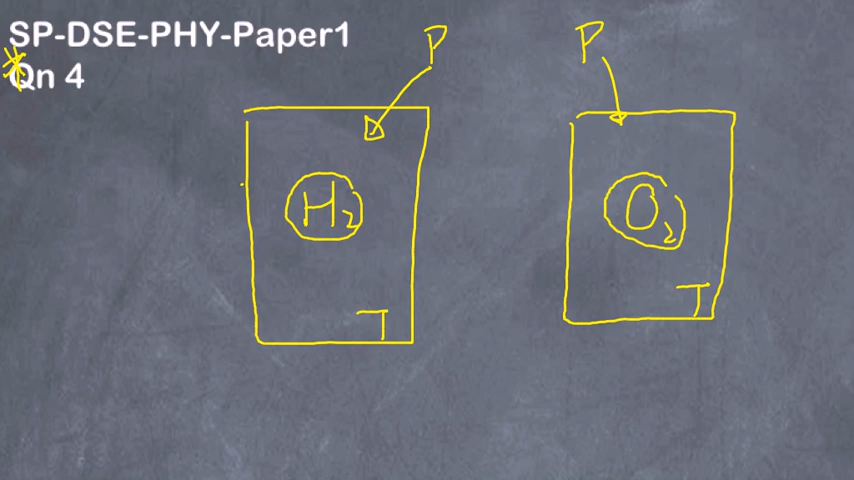 SP-DSE-PHY-Paper1
*Qn 4
P
P
H₂
O₂
T
T